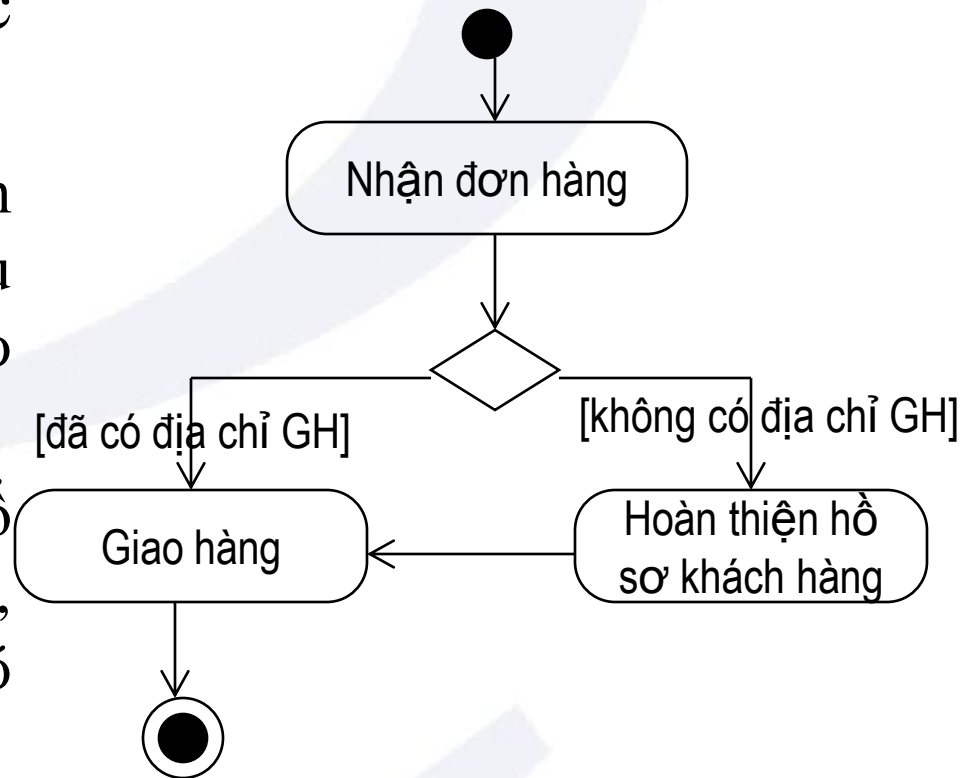 Nhận đơn hàng
[đã có địa chỉ GH]
[không có địa chỉ GH]
Giao hàng
Hoàn thiện hồ
sơ khách hàng